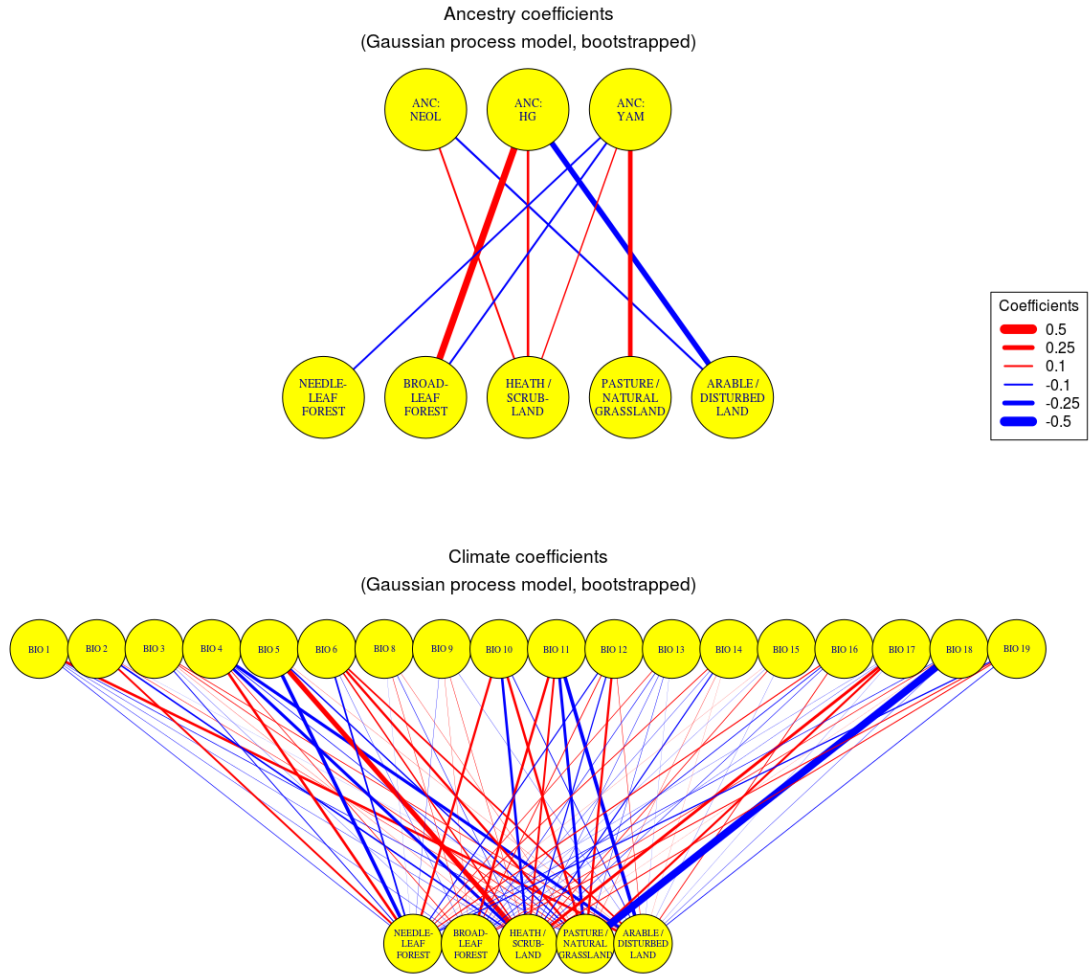 Ancestry coefficients
(Gaussian process model, bootstrapped)
ANC:
NEOL
ANC:
HG
ANC:
YAM
NEEDLE-
LEAF
FOREST
BROAD-
LEAF
FOREST
HEATH /
SCRUB-
LAND
PASTURE /
NATURAL
GRASSLAND
ARABLE /
DISTURBED
LAND
Coefficients
0.5
0.25
0.1
-0.1
-0.25
-0.5
Climate coefficients
(Gaussian process model, bootstrapped)
BIO 1
BIO 2
BIO 3
BIO 4
BIO 5
BIO 6
BIO 8
BIO 9
BIO 10
BIO 11
BIO 12
BIO 13
BIO 14
BIO 15
BIO 16
BIO 17
BIO 18
BIO 19
NEEDLE-
LEAF
FOREST
BROAD-
LEAF
FOREST
HEATH /
SCRUB-
LAND
PASTURE /
NATURAL
GRASSLAND
ARABLE /
DISTURBED
LAND